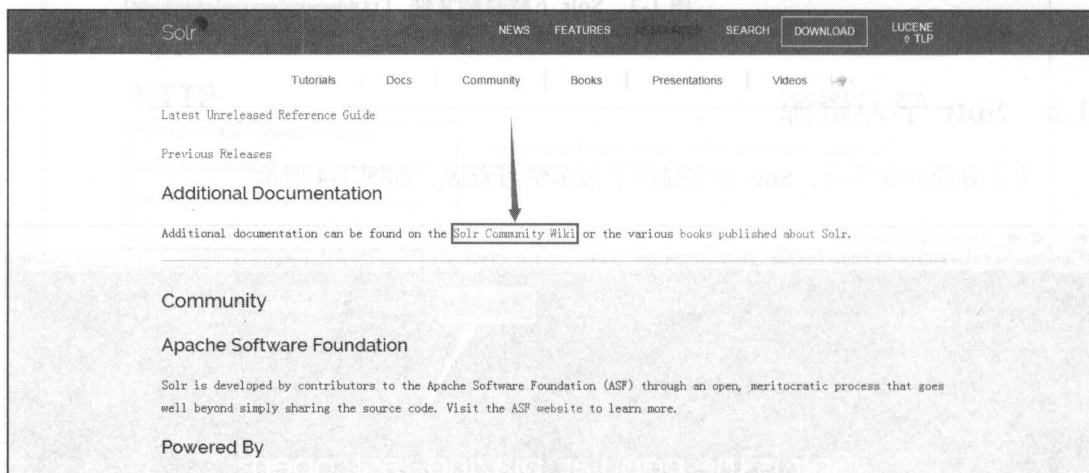 Solr
NEWS FEATURES RESOURCES SEARCH DOWNLOAD LUCENE TLP
Tutorials Docs Community Books Presentations Videos
Latest Unreleased Reference Guide
Previous Releases
Additional Documentation
Additional documentation can be found on the Solr Community Wiki or the various books published about Solr.
Community
Apache Software Foundation
Solr is developed by contributors to the Apache Software Foundation (ASF) through an open, meritocratic process that goes
well beyond simply sharing the source code. Visit the ASF website to learn more.
Powered By